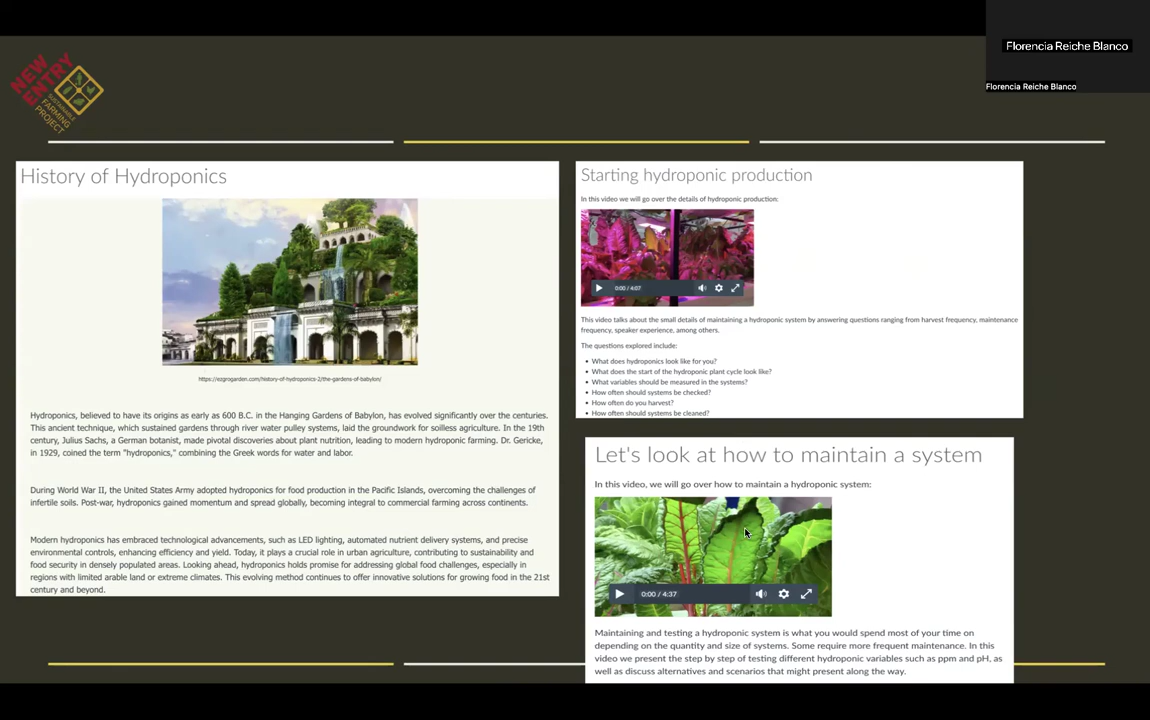 Florencia Reiche Blanco
Florencia Reiche Blanco
NEW
ENTRY
SUSTAINABLE
FARMING
PROJECT
History of Hydroponics
https://ezgrogarden.com/history-of-hydroponics-2/the-gardens-of-babylon/
Hydroponics, believed to have its origins as early as 600 B.C. in the Hanging Gardens of Babylon, has evolved significantly over the centuries.
This ancient technique, which sustained gardens through river water pulley systems, laid the groundwork for soilless agriculture. In the 19th
century, Julius Sachs, a German botanist, made pivotal discoveries about plant nutrition, leading to modern hydroponic farming. Dr. Gericke,
in 1929, coined the term "hydroponics," combining the Greek words for water and labor.
During World War II, the United States Army adopted hydroponics for food production in the Pacific Islands, overcoming the challenges of
infertile soils. Post-war, hydroponics gained momentum and spread globally, becoming integral to commercial farming across continents.
Modern hydroponics has embraced technological advancements, such as LED lighting, automated nutrient delivery systems, and precise
environmental controls, enhancing efficiency and yield. Today, it plays a crucial role in urban agriculture, contributing to sustainability and
food security in densely populated areas. Looking ahead, hydroponics holds promise for addressing global food challenges, especially in
regions with limited arable land or extreme climates. This evolving method continues to offer innovative solutions for growing food in the 21st
century and beyond.
Starting hydroponic production
In this video we will go over the details of hydroponic production:
0:00 / 4:07
This video talks about the small details of maintaining a hydroponic system by answering questions ranging from harvest frequency, maintenance
frequency, speaker experience, among others.
The questions explored include:
• What does hydroponics look like for you?
• What does the start of the hydroponic plant cycle look like?
• What variables should be measured in the systems?
• How often should systems be checked?
• How often do you harvest?
• How often should systems be cleaned?
Let's look at how to maintain a system
In this video, we will go over how to maintain a hydroponic system:
0:00 / 4:37
Maintaining and testing a hydroponic system is what you would spend most of your time on
depending on the quantity and size of systems. Some require more frequent maintenance. In this
video we present the step by step of testing different hydroponic variables such as ppm and pH, as
well as discuss alternatives and scenarios that might present along the way.